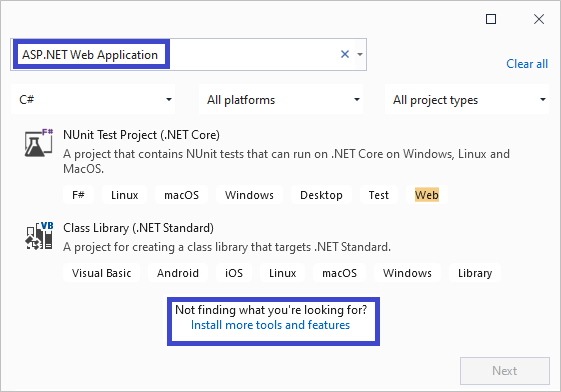 ASP.NET Web Application
Clear all
C#
All platforms
All project types
F#
NUnit Test Project (.NET Core)
A project that contains NUnit tests that can run on .NET Core on Windows, Linux and
MacOS.
F# Linux macOS Windows Desktop Test Web
VB
Class Library (.NET Standard)
A project for creating a class library that targets .NET Standard.
Visual Basic Android iOS Linux macOS Windows Library
Not finding what you're looking for?
Install more tools and features
Next